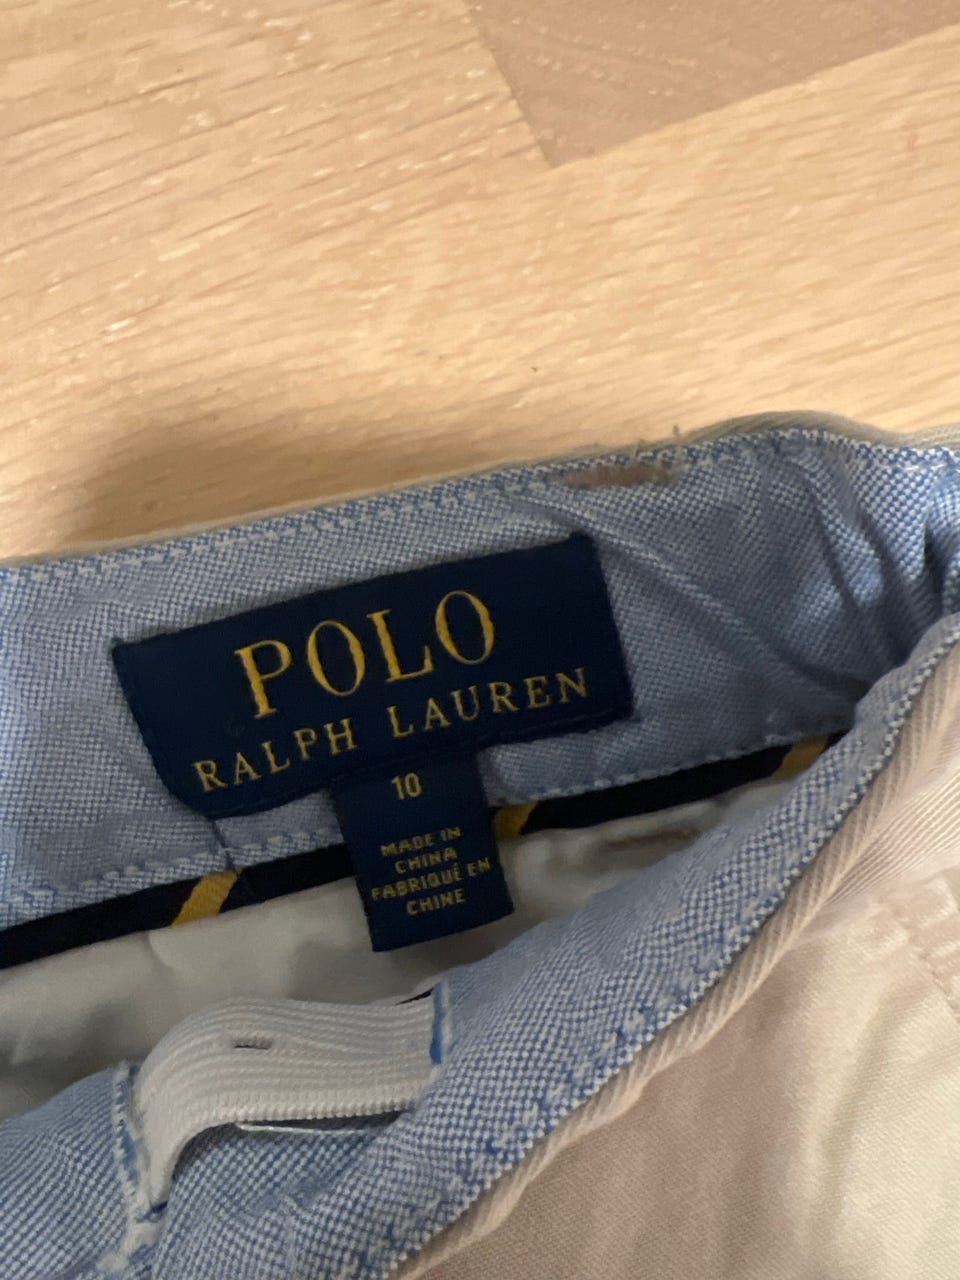 POLO
RALPH LAUREN
10
MADE IN
CHINA
FABRIQUÉ EN
CHINE